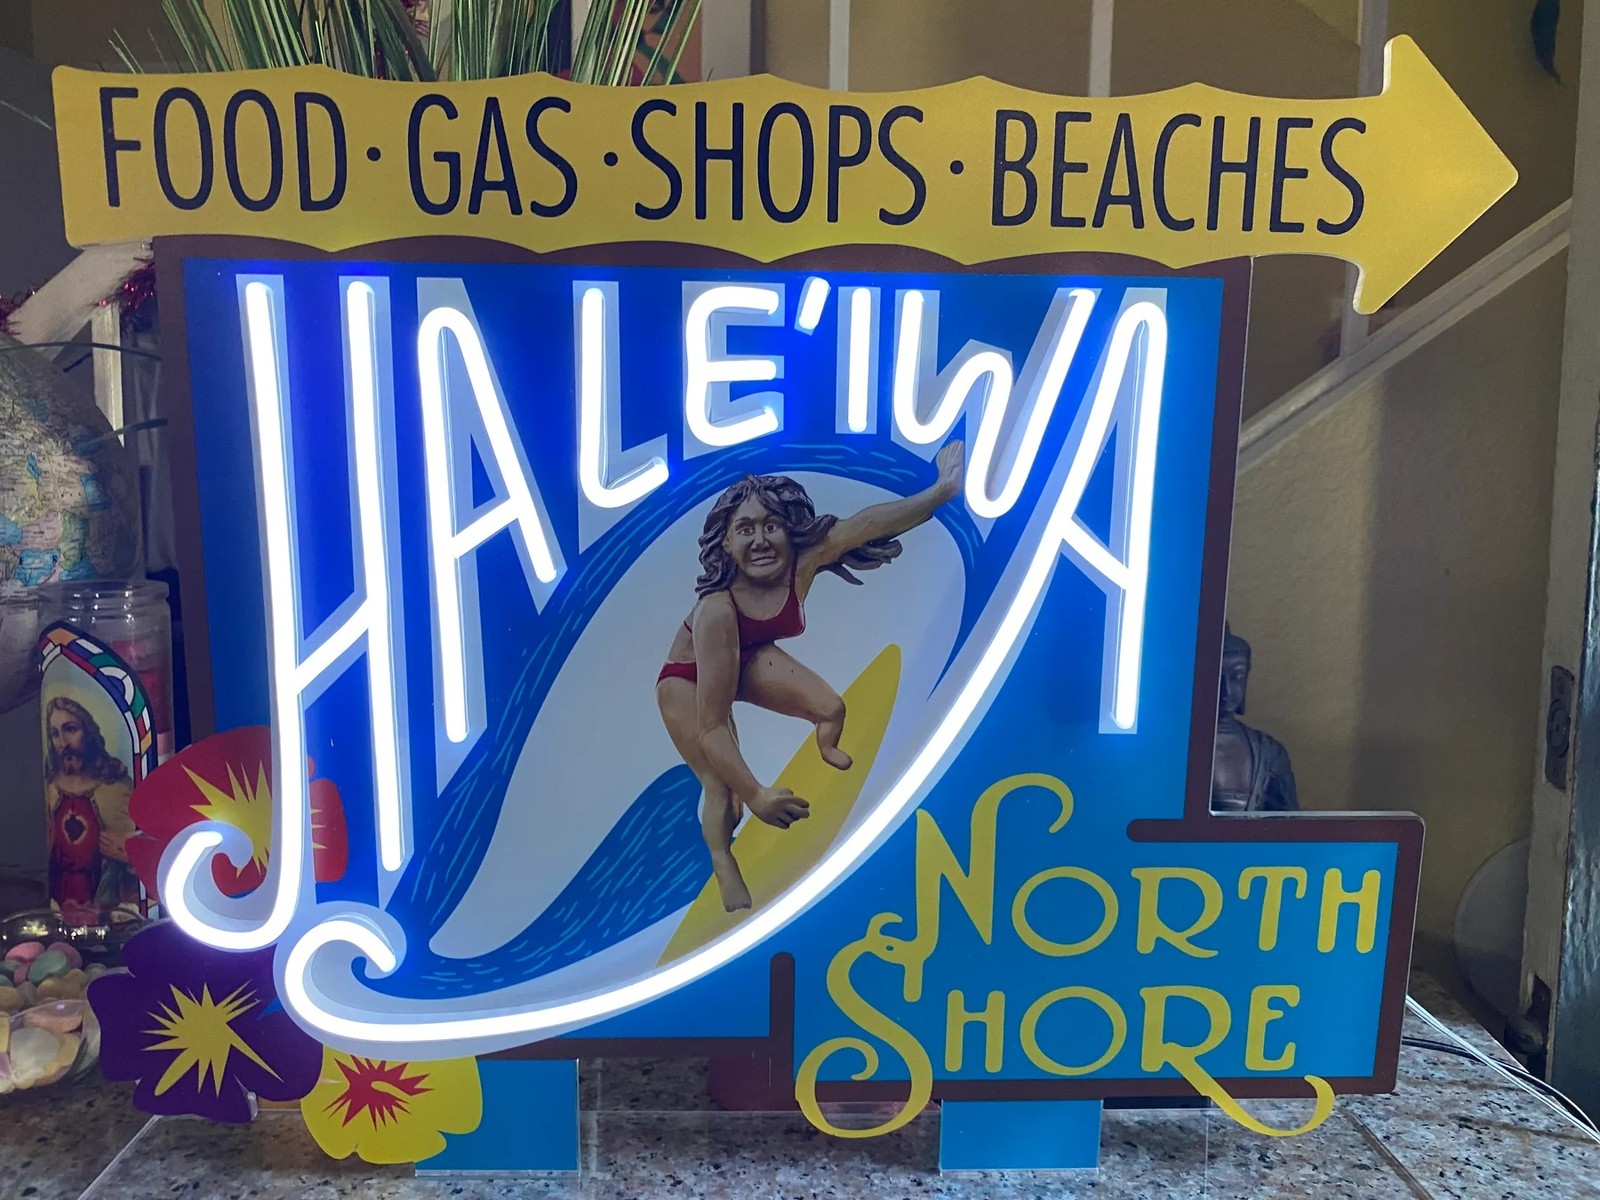 FOOD · GAS · SHOPS · BEACHES
HALE'IWA
NORTH
SHORE